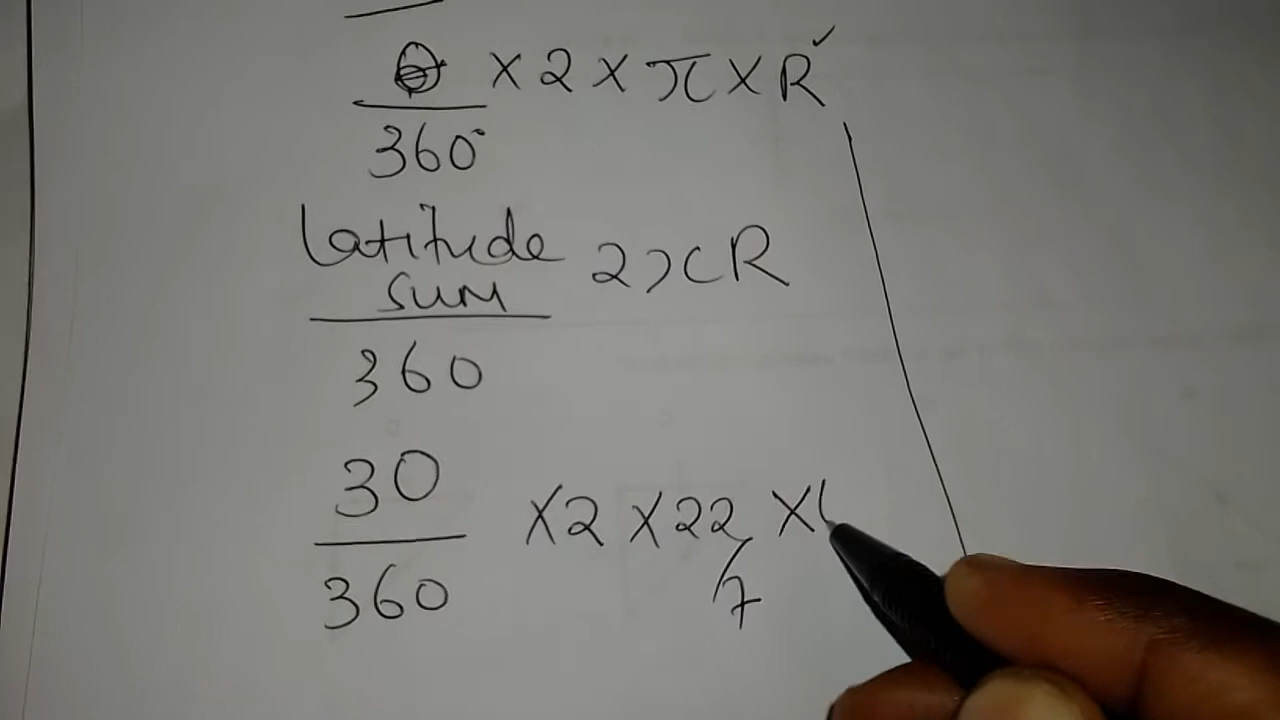 θ × 2 × π × R
360°
Latitude 2πR
sum
360
30 × 2 × 22 ×
/7
360